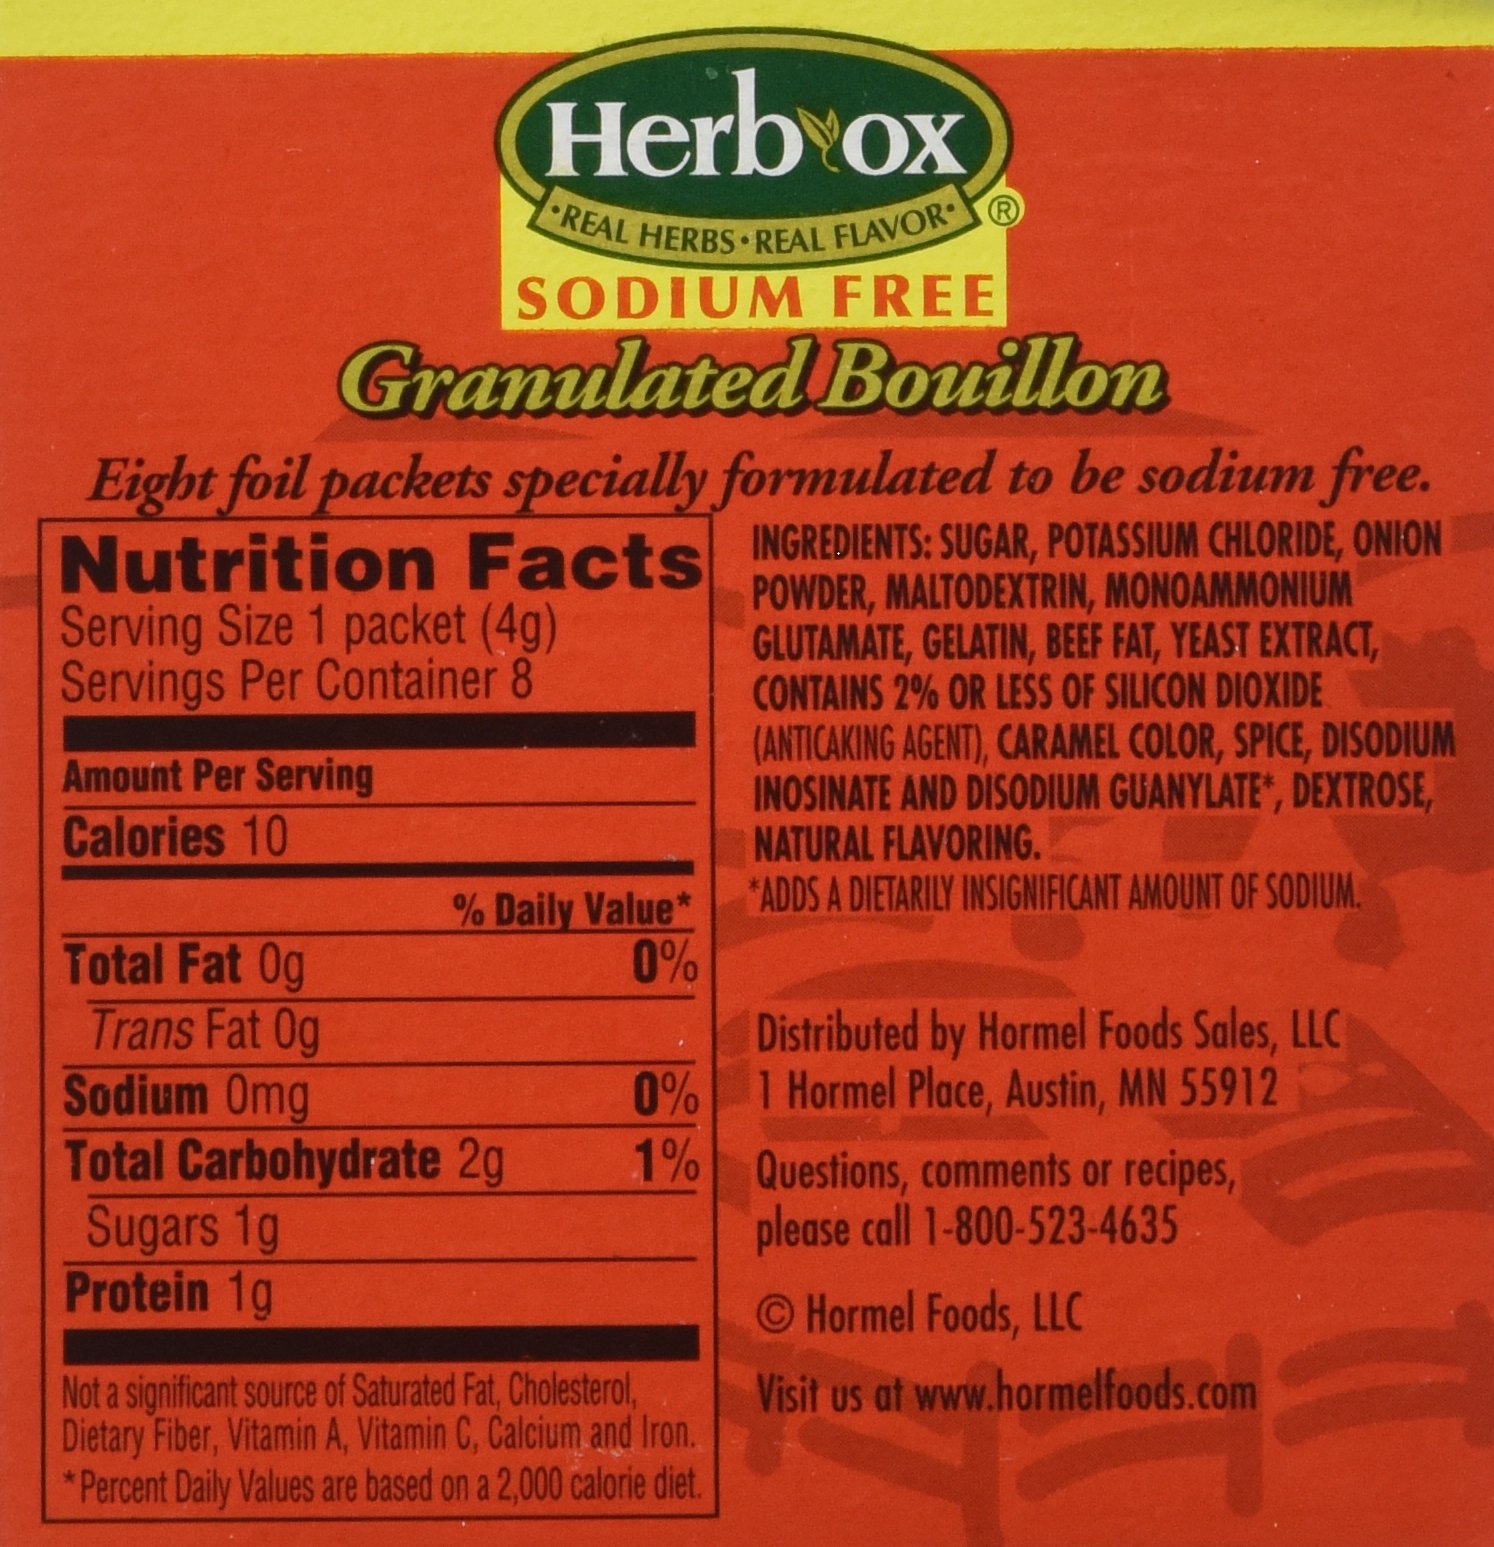 Herb ox
•REAL HERBS•REAL FLAVOR•
®
SODIUM FREE
Granulated Bouillon
Eight foil packets specially formulated to be sodium free.
Nutrition Facts
Serving Size 1 packet (4g)
Servings Per Container 8
Amount Per Serving
Calories 10
% Daily Value*
Total Fat 0g 0%
Trans Fat 0g
Sodium 0mg 0%
Total Carbohydrate 2g 1%
Sugars 1g
Protein 1g
Not a significant source of Saturated Fat, Cholesterol,
Dietary Fiber, Vitamin A, Vitamin C, Calcium and Iron.
*Percent Daily Values are based on a 2,000 calorie diet.
INGREDIENTS: SUGAR, POTASSIUM CHLORIDE, ONION
POWDER, MALTODEXTRIN, MONOAMMONIUM
GLUTAMATE, GELATIN, BEEF FAT, YEAST EXTRACT,
CONTAINS 2% OR LESS OF SILICON DIOXIDE
(ANTICAKING AGENT), CARAMEL COLOR, SPICE, DISODIUM
INOSINATE AND DISODIUM GUANYLATE*, DEXTROSE,
NATURAL FLAVORING.
*ADDS A DIETARILY INSIGNIFICANT AMOUNT OF SODIUM.
Distributed by Hormel Foods Sales, LLC
1 Hormel Place, Austin, MN 55912
Questions, comments or recipes,
please call 1-800-523-4635
© Hormel Foods, LLC
Visit us at www.hormelfoods.com